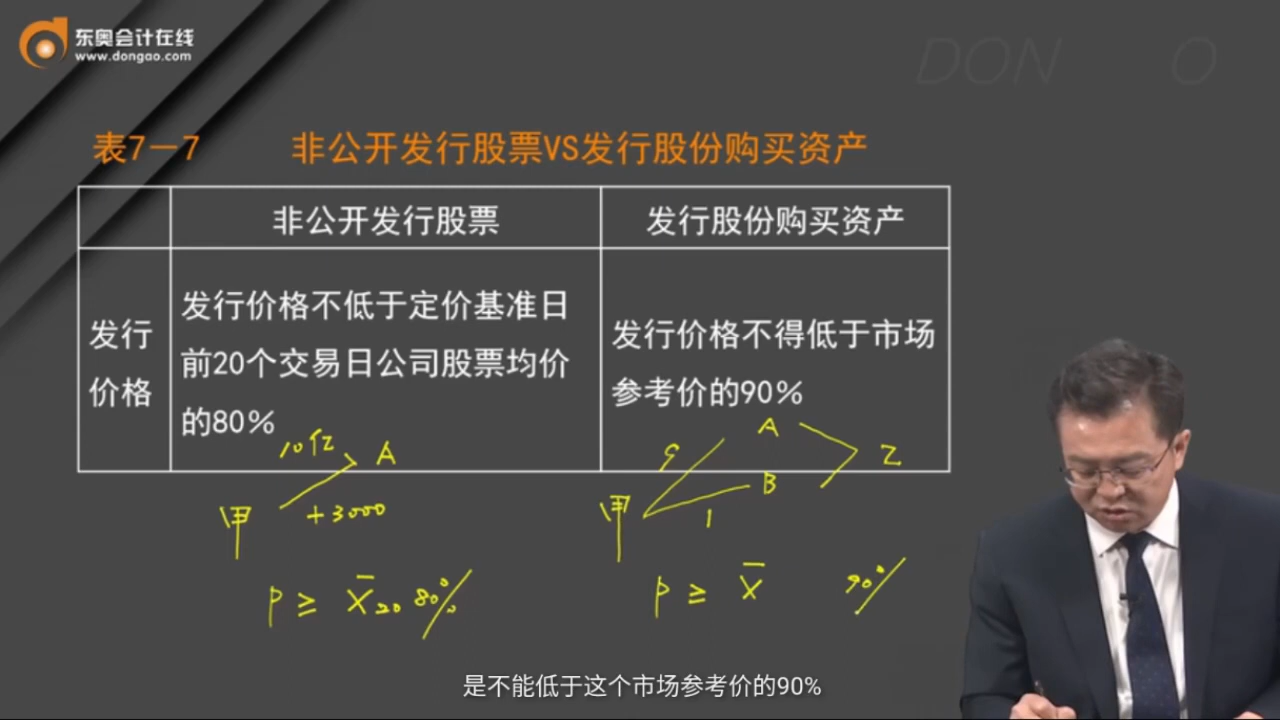 东奥会计在线
www.dongao.com
DON O
表7—7 非公开发行股票VS发行股份购买资产
非公开发行股票
发行股份购买资产
发行
价格
发行价格不低于定价基准日
前20个交易日公司股票均价
的80%
发行价格不得低于市场
参考价的90%
10亿 A
甲 +3000
P ≥ X̄20 80%
9 A
乙
B
甲 1
P ≥ X̄ 90%
是不能低于这个市场参考价的90%